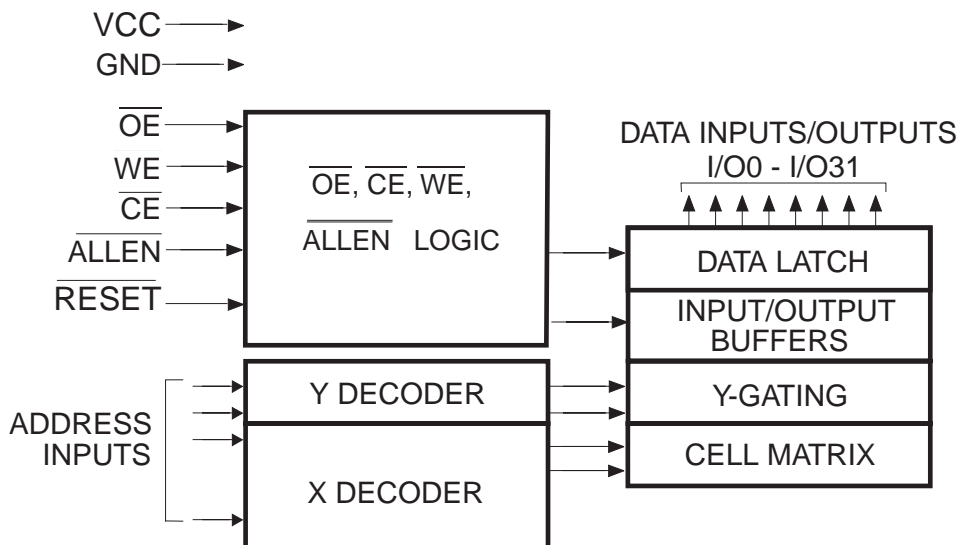 VCC
GND
OE
WE
CE
ALLEN
RESET
OE, CE, WE,
ALLEN LOGIC
DATA INPUTS/OUTPUTS
I/O0 - I/O31
DATA LATCH
INPUT/OUTPUT
BUFFERS
ADDRESS
INPUTS
Y DECODER
Y-GATING
X DECODER
CELL MATRIX